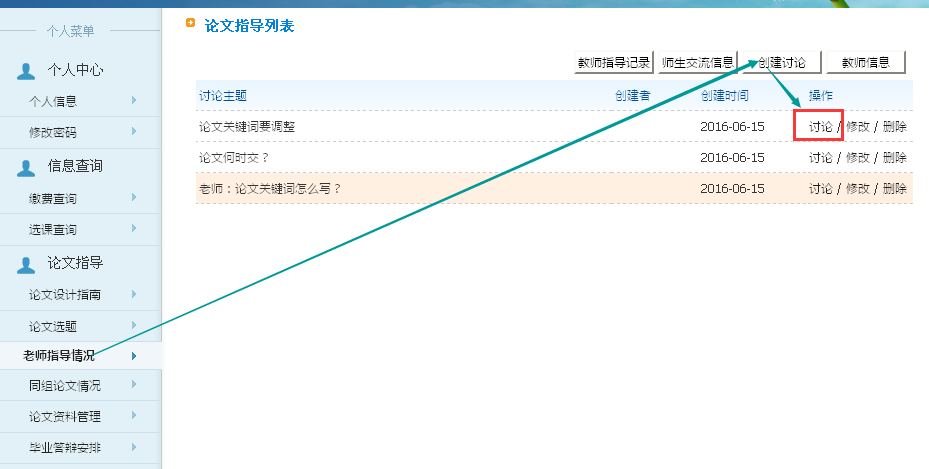 个人菜单
个人中心
个人信息
修改密码
信息查询
缴费查询
选课查询
论文指导
论文设计指南
论文选题
老师指导情况
同组论文情况
论文资料管理
毕业答辩安排
论文指导列表
教师指导记录 师生交流信息 创建讨论 教师信息
讨论主题 创建者 创建时间 操作
论文关键词要调整 2016-06-15 讨论 / 修改 / 删除
论文何时交？ 2016-06-15 讨论 / 修改 / 删除
老师：论文关键词怎么写？ 2016-06-15 讨论 / 修改 / 删除